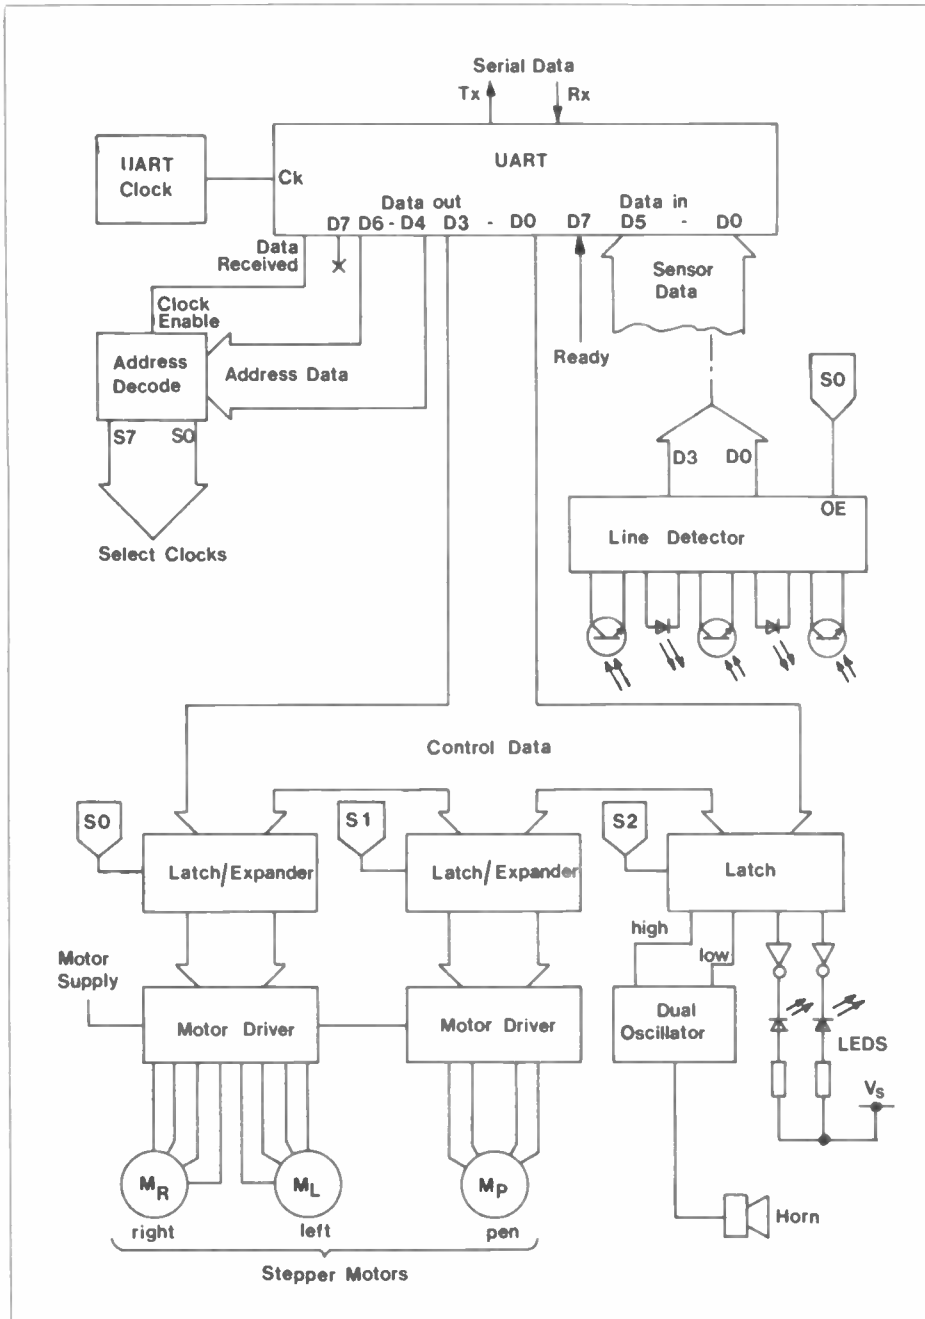 Serial Data
Tx
Rx
UART
Clock
UART
Ck
Data out
Data in
D7 D6 - D4 D3 - D0 D7 D5 - D0
Data
Received
Sensor
Data
Clock
Enable
Ready
Address
Decode
Address Data
S0
S7 S0
D3 D0
OE
Line Detector
Select Clocks
Control Data
S0
S1
S2
Latch/Expander
Latch/Expander
Latch
high
low
Motor
Supply
Motor Driver
Motor Driver
Dual
Oscillator
LEDS
Vs
MR
ML
MP
right
left
pen
Horn
Stepper Motors